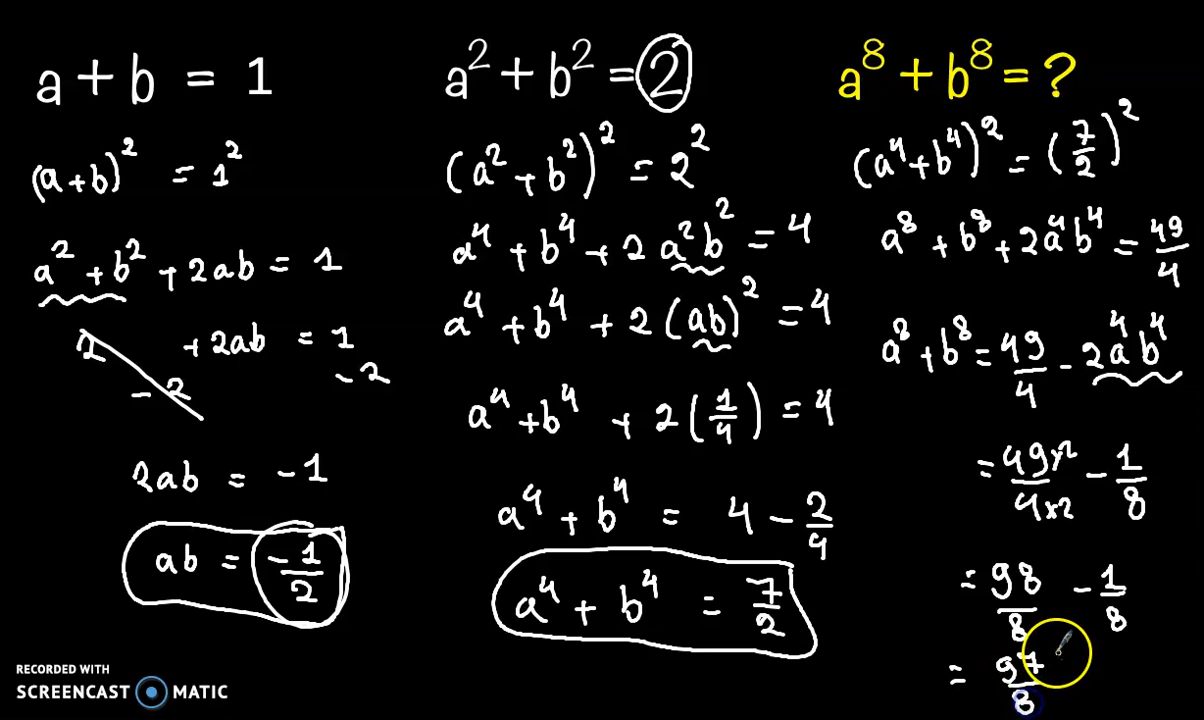 a + b = 1
(a+b)² = 1²
a² + b² + 2ab = 1
2 + 2ab = 1
- 2 - 2
2ab = -1
ab = -1/2
a² + b² = 2
(a² + b²)² = 2²
a⁴ + b⁴ + 2 a²b² = 4
a⁴ + b⁴ + 2 (ab)² = 4
a⁴ + b⁴ + 2 (1/4) = 4
a⁴ + b⁴ = 4 - 2/4
a⁴ + b⁴ = 7/2
a⁸ + b⁸ = ?
(a⁴ + b⁴)² = (7/2)²
a⁸ + b⁸ + 2a⁴b⁴ = 49/4
a⁸ + b⁸ = 49/4 - 2a⁴b⁴
= 49x2/4x2 - 1/8
= 98/8 - 1/8
= 97/8
RECORDED WITH
SCREENCAST MATIC